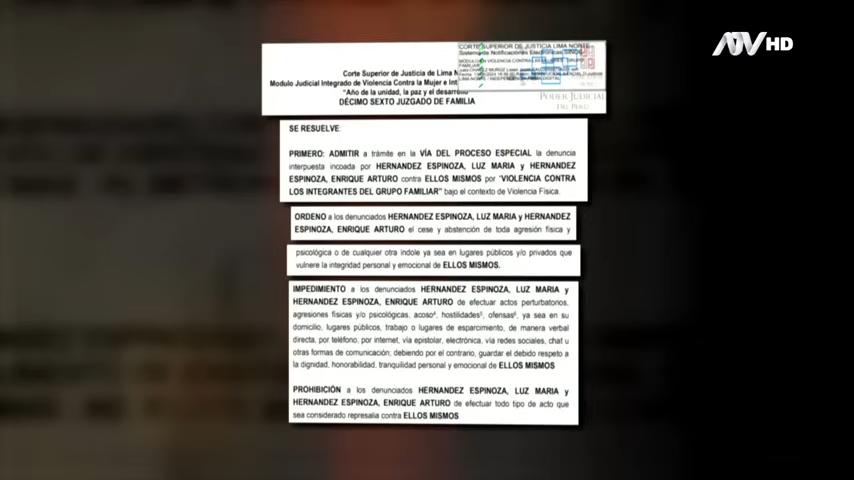 ATV HD
CORTE SUPERIOR DE JUSTICIA LIMA NORTE -
Sistema de Notificaciones Electronicas SINOE
Corte Superior de Justicia de Lima
Modulo Judicial Integrado de Violencia Contra la Mujer e
"Año de la unidad, la paz y el desarrollo
DÉCIMO SEXTO JUZGADO DE FAMILIA
PODER JUDICIAL
DEL PERÚ
SE RESUELVE:
PRIMERO: ADMITIR a trámite en la VÍA DEL PROCESO ESPECIAL la denuncia
interpuesta incoada por HERNANDEZ ESPINOZA, LUZ MARIA y HERNANDEZ
ESPINOZA, ENRIQUE ARTURO contra ELLOS MISMOS por "VIOLENCIA CONTRA
LOS INTEGRANTES DEL GRUPO FAMILIAR" bajo el contexto de Violencia Física.
ORDENO a los denunciados HERNANDEZ ESPINOZA, LUZ MARIA y HERNANDEZ
ESPINOZA, ENRIQUE ARTURO el cese y abstención de toda agresión física y
psicológica o de cualquier otra índole ya sea en lugares públicos y/o privados que
vulnere la integridad personal y emocional de ELLOS MISMOS.
IMPEDIMENTO a los denunciados HERNANDEZ ESPINOZA, LUZ MARIA y
HERNANDEZ ESPINOZA, ENRIQUE ARTURO de efectuar actos perturbatorios,
agresiones físicas y/o psicológicas, acoso⁴, hostilidades⁵, ofensas⁶, ya sea en su
domicilio, lugares públicos, trabajo o lugares de esparcimiento, de manera verbal
directa, por teléfono, por internet, vía epistolar, electrónica, vía redes sociales, chat u
otras formas de comunicación; debiendo por el contrario, guardar el debido respeto a
la dignidad, honorabilidad, tranquilidad personal y emocional de ELLOS MISMOS
PROHIBICIÓN a los denunciados HERNANDEZ ESPINOZA, LUZ MARIA y
HERNANDEZ ESPINOZA, ENRIQUE ARTURO de efectuar todo tipo de acto que
sea considerado represalia contra ELLOS MISMOS